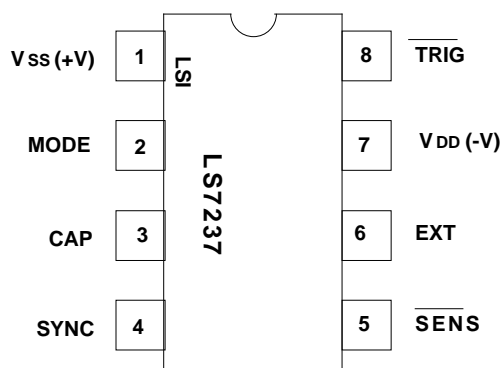 V SS (+V) 1
MODE 2
CAP 3
SYNC 4
LSI
LS7237
8 TRIG
7 V DD (-V)
6 EXT
5 SENS